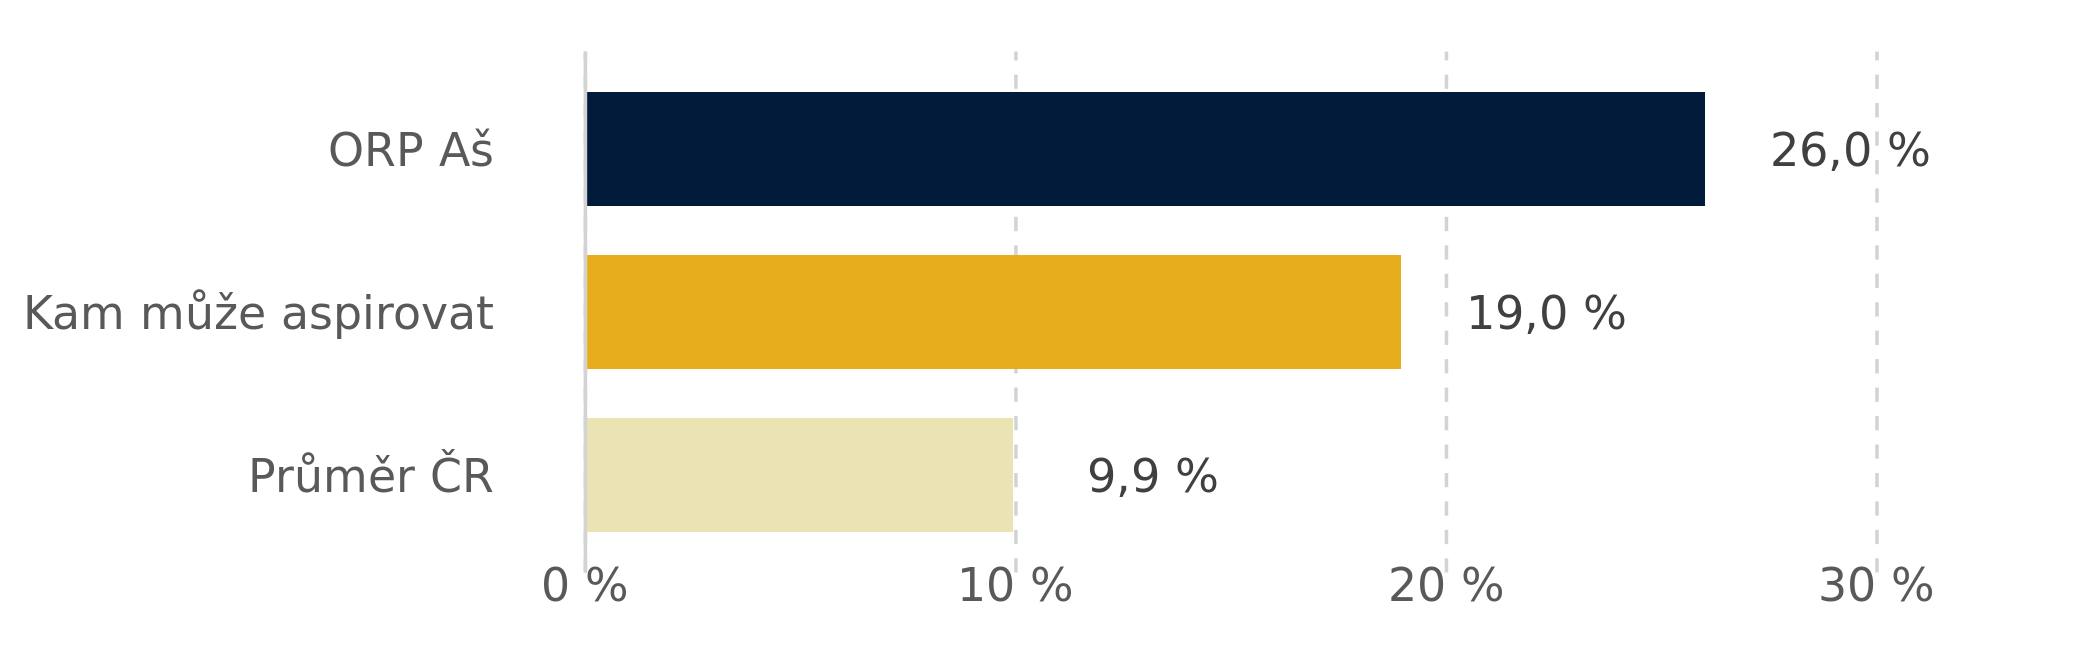 ORP Aš 26,0 %
Kam může aspirovat 19,0 %
Průměr ČR 9,9 %
0 % 10 % 20 % 30 %